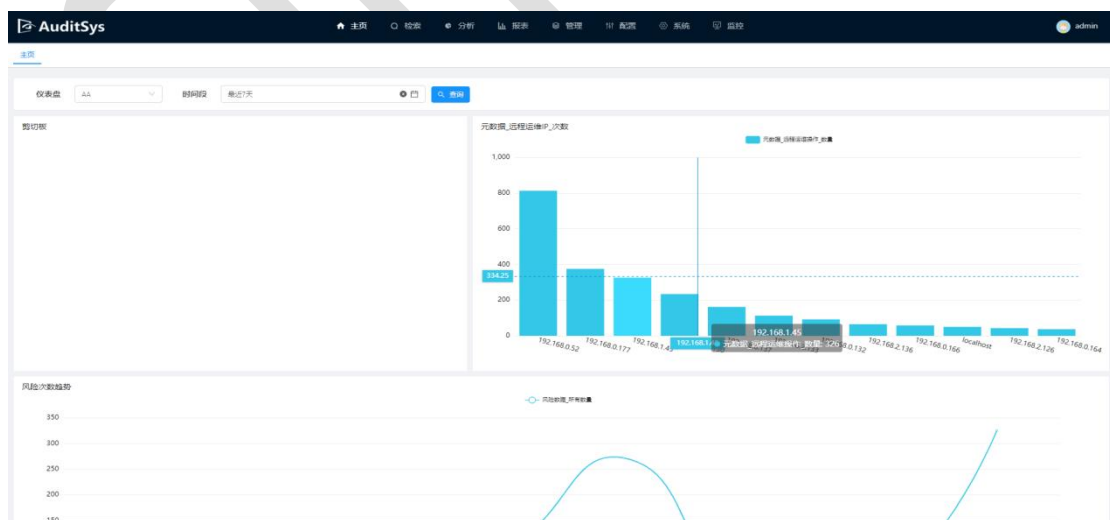 AuditSys 主页 检索 分析 报表 管理 配置 系统 监控 admin
主页
仪表盘 AA 时间段 最近7天 查询
剪切板
元数据_远程运维IP_次数
元数据_远程运维操作_数量
1,000
800
600
400
334.25
200
0
192.168.0.52 192.168.0.177 192.168.1.45 192.168.0.132 192.168.2.136 192.168.0.166 localhost 192.168.2.126 192.168.0.164
192.168.1.45
元数据_远程运维操作_数量: 326
风险次数趋势
风险数据_所有数量
350
300
250
200
150